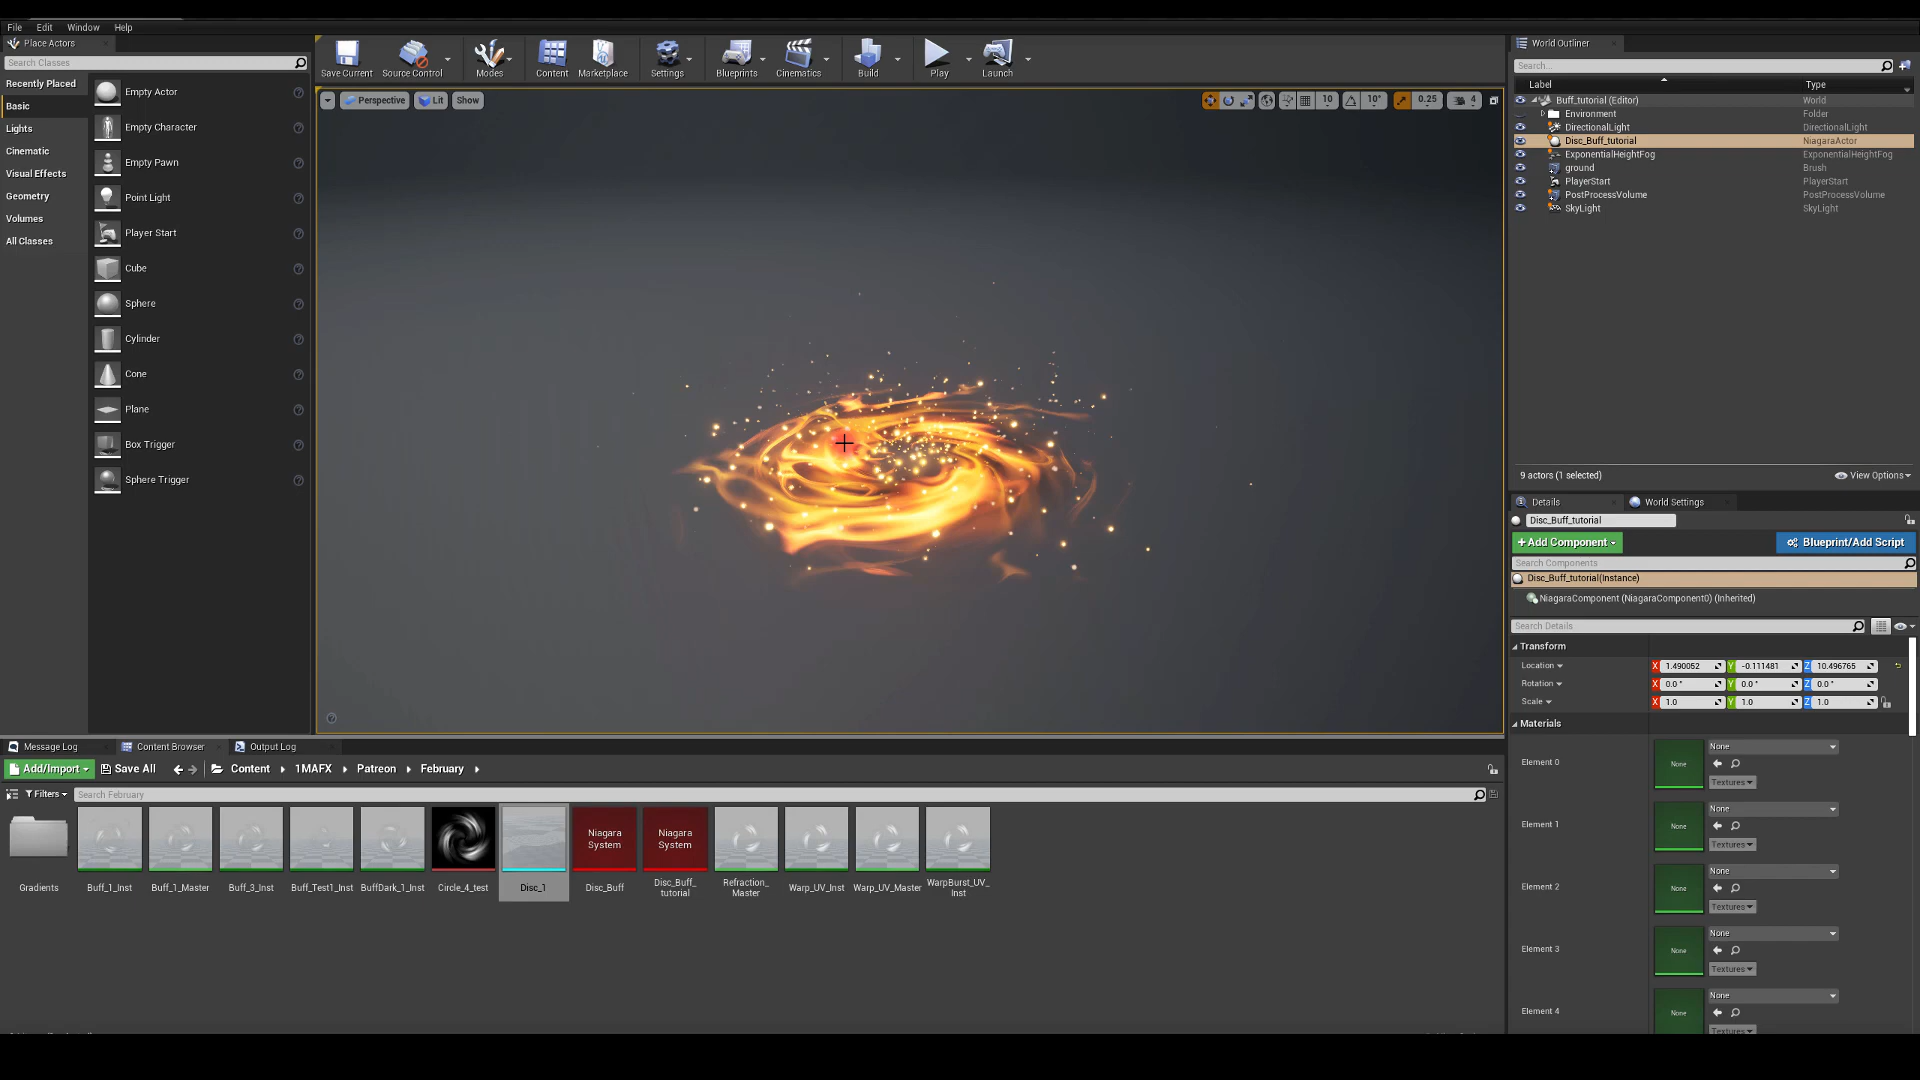 File Edit Window Help
Place Actors
Search Classes
Recently Placed
Basic
Lights
Cinematic
Visual Effects
Geometry
Volumes
All Classes
Empty Actor
Empty Character
Empty Pawn
Point Light
Player Start
Cube
Sphere
Cylinder
Cone
Plane
Box Trigger
Sphere Trigger
Save Current Source Control Modes Content Marketplace Settings Blueprints Cinematics Build Play Launch
Perspective Lit Show
10 10° 0.25 4
World Outliner
Search...
Label Type
Buff_tutorial (Editor) World
Environment Folder
DirectionalLight DirectionalLight
Disc_Buff_tutorial NiagaraActor
ExponentialHeightFog ExponentialHeightFog
ground Brush
PlayerStart PlayerStart
PostProcessVolume PostProcessVolume
SkyLight SkyLight
9 actors (1 selected) View Options
Details World Settings
Disc_Buff_tutorial
+Add Component Blueprint/Add Script
Search Components
Disc_Buff_tutorial(Instance)
NiagaraComponent (NiagaraComponent0) (Inherited)
Search Details
Transform
Location X 1.490052 Y -0.111481 Z 10.496765
Rotation X 0.0 ° Y 0.0 ° Z 0.0 °
Scale X 1.0 Y 1.0 Z 1.0
Materials
Element 0 None None Textures
Element 1 None None Textures
Element 2 None None Textures
Element 3 None None Textures
Element 4 None None Textures
Message Log Content Browser Output Log
Add/Import Save All Content 1MAFX Patreon February
Filters Search February
Niagara System
Niagara System
Gradients
Buff_1_Inst
Buff_1_Master
Buff_3_Inst
Buff_Test1_Inst
BuffDark_1_Inst
Circle_4_test
Disc_1
Disc_Buff
Disc_Buff_
tutorial
Refraction_
Master
Warp_UV_Inst
Warp_UV_Master
WarpBurst_UV_
Inst